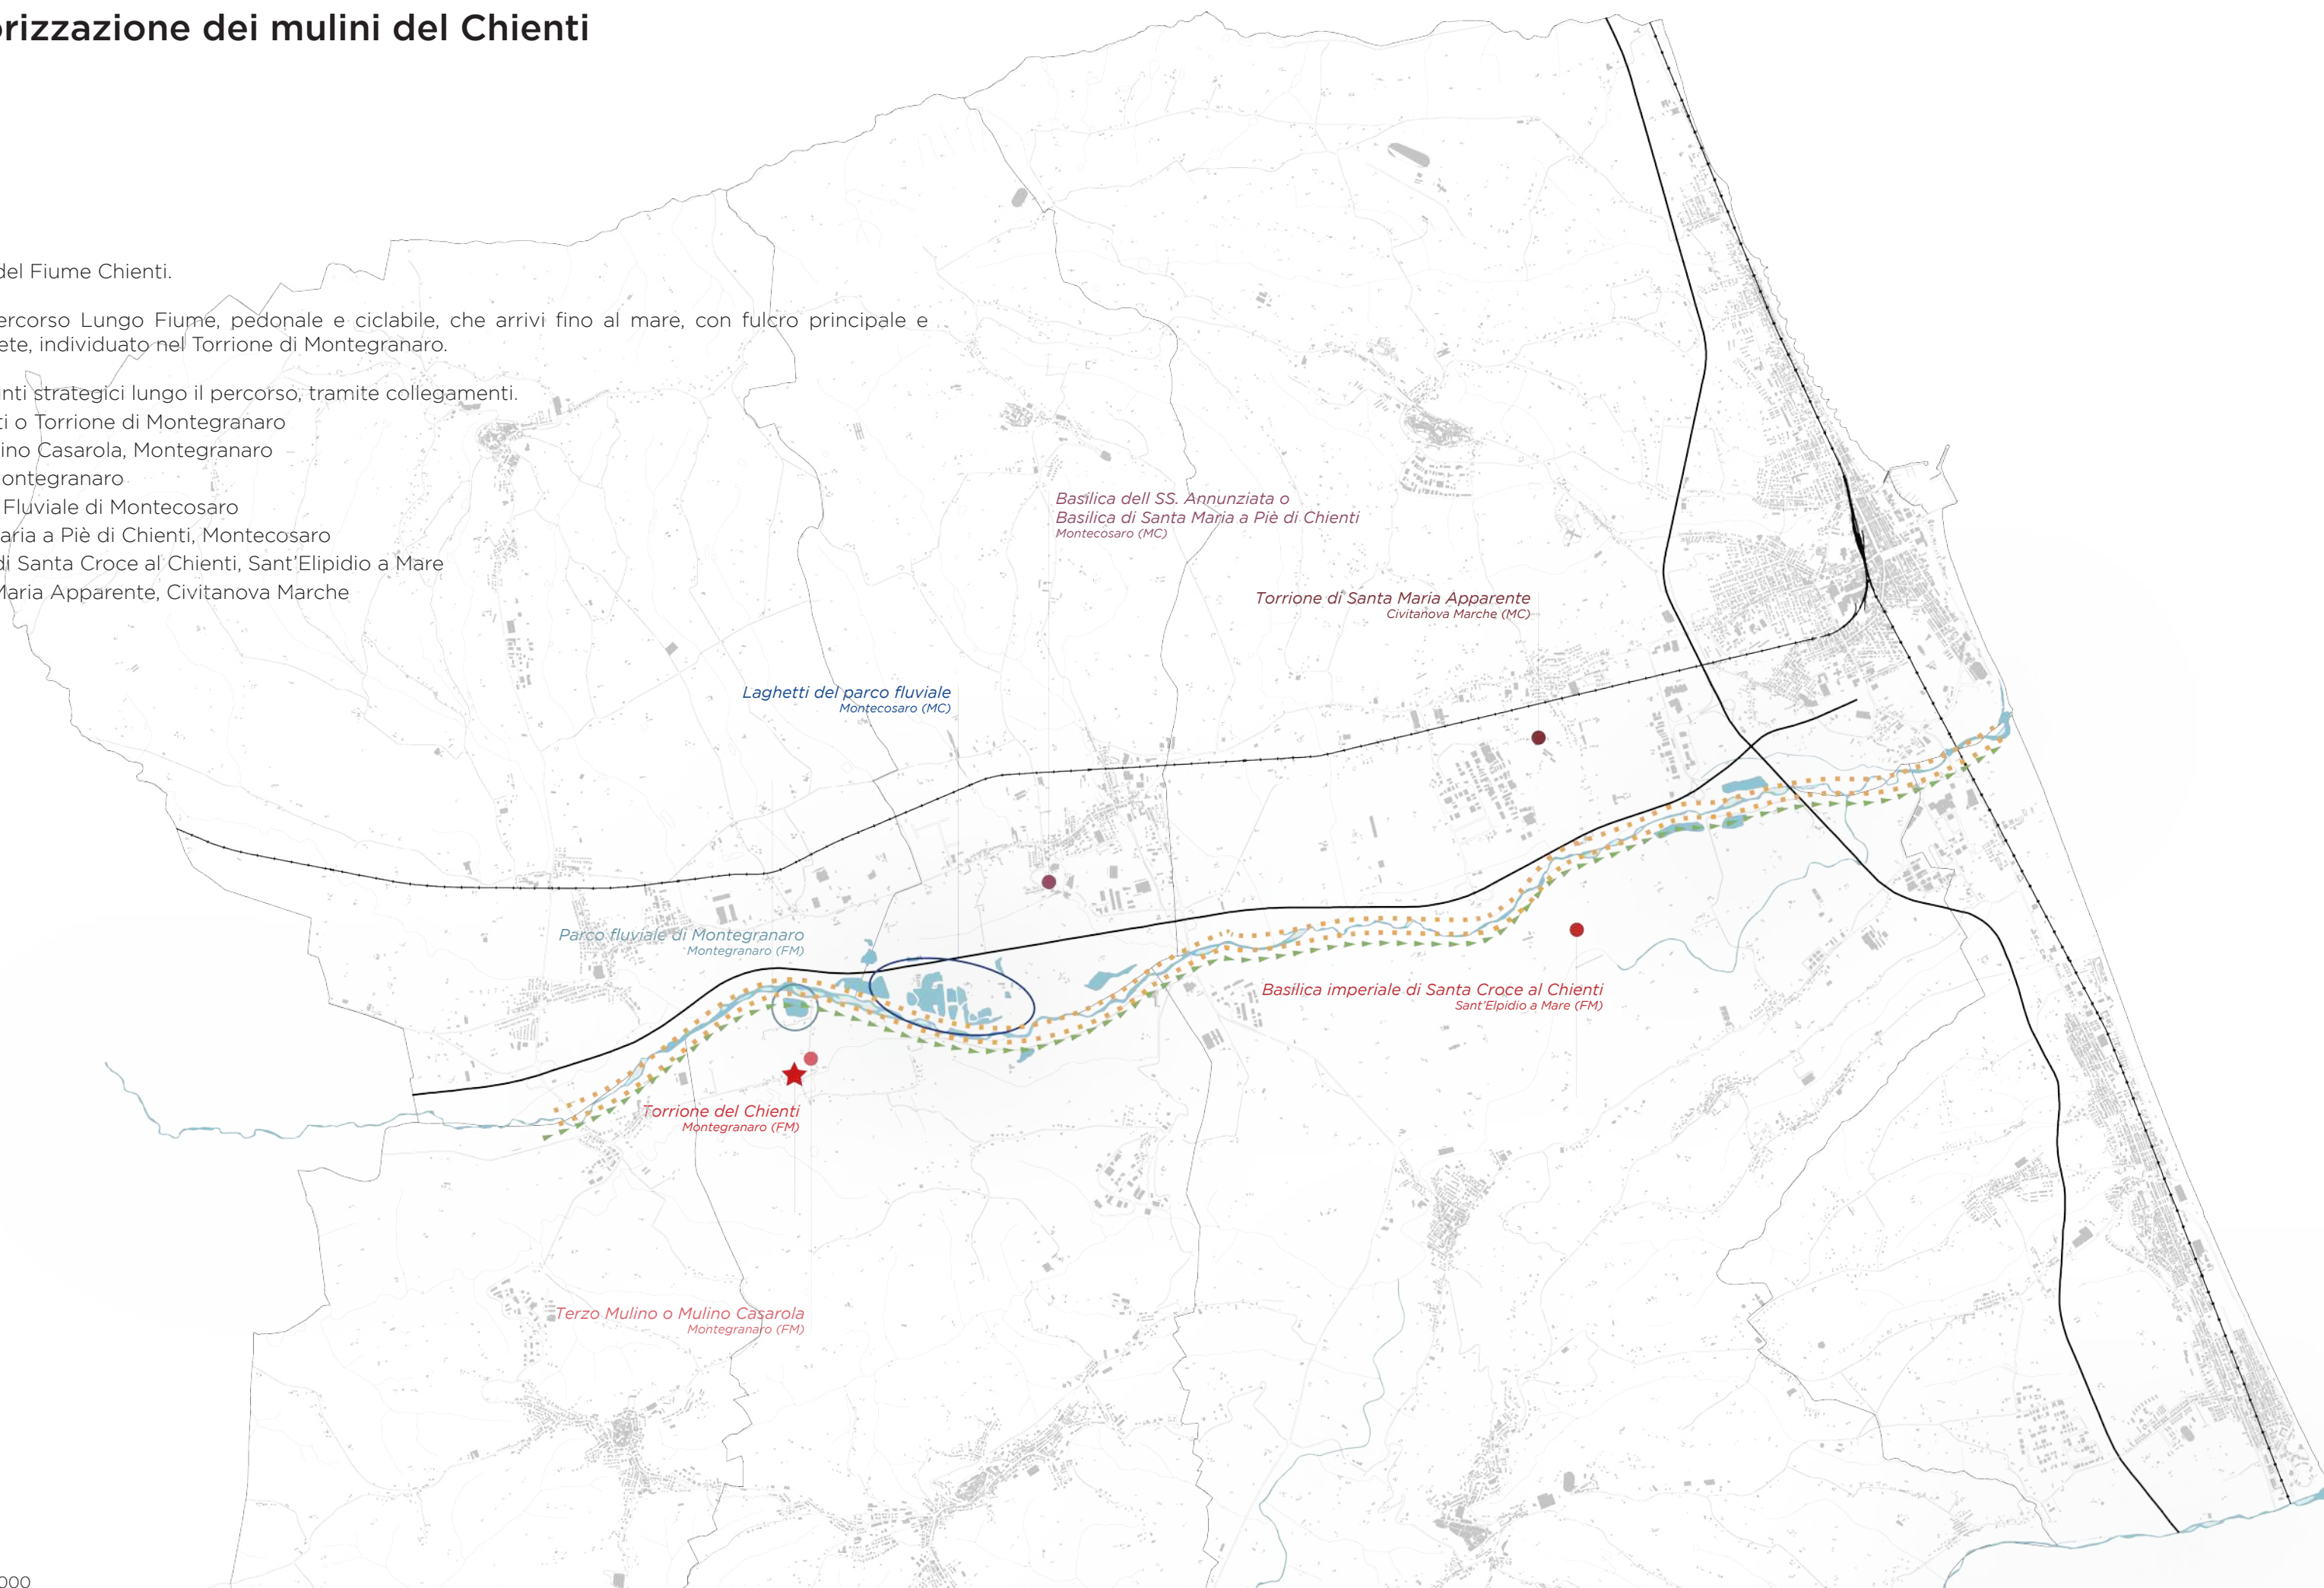 orizzazione dei mulini del Chienti
del Fiume Chienti.
ercorso Lungo Fiume, pedonale e ciclabile, che arrivi fino al mare, con fulcro principale e
ete, individuato nel Torrione di Montegranaro.
nti strategici lungo il percorso, tramite collegamenti.
ti o Torrione di Montegranaro
ino Casarola, Montegranaro
ontegranaro
Fluviale di Montecosaro
aria a Piè di Chienti, Montecosaro
di Santa Croce al Chienti, Sant'Elipidio a Mare
Maria Apparente, Civitanova Marche
Basilica dell SS. Annunziata o
Basilica di Santa Maria a Piè di Chienti
Montecosaro (MC)
Torrione di Santa Maria Apparente
Civitanova Marche (MC)
Laghetti del parco fluviale
Montecosaro (MC)
Parco fluviale di Montegranaro
Montegranaro (FM)
Basilica imperiale di Santa Croce al Chienti
Sant'Elpidio a Mare (FM)
Torrione del Chienti
Montegranaro (FM)
Terzo Mulino o Mulino Casarola
Montegranaro (FM)
000